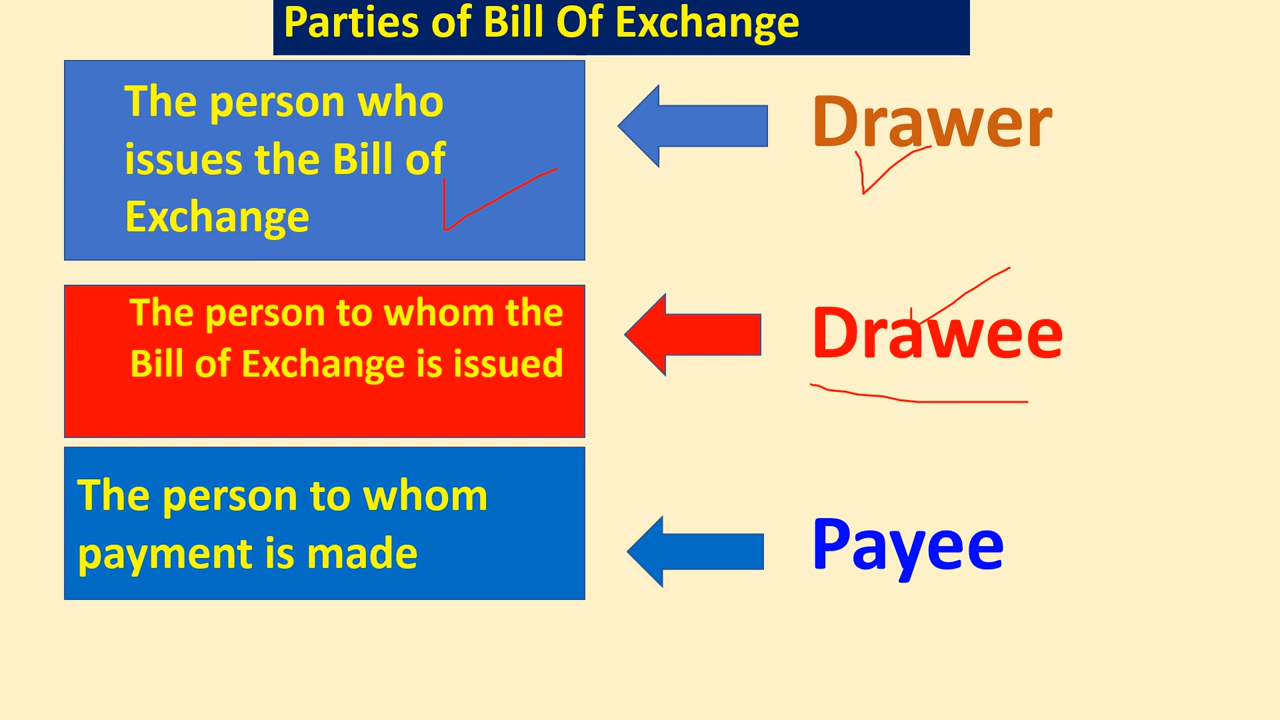 Parties of Bill Of Exchange
The person who
issues the Bill of
Exchange
Drawer
The person to whom the
Bill of Exchange is issued
Drawee
The person to whom
payment is made
Payee